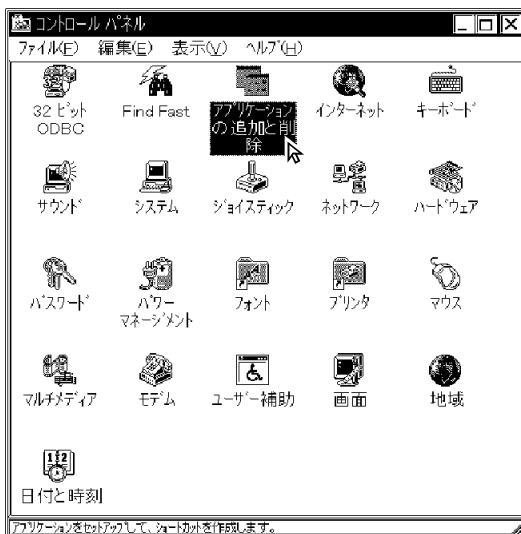 コントロール パネル
ファイル(F) 編集(E) 表示(V) ヘルプ(H)
32 ビット
ODBC
Find Fast
アプリケーション
の追加と削
除
インターネット
キーボード
サウンド
システム
ジョイスティック
ネットワーク
ハードウェア
パスワード
パワー
マネージメント
フォント
プリンタ
マウス
マルチメディア
モデム
ユーザー補助
画面
地域
日付と時刻
アプリケーションをセットアップして、ショートカットを作成します。